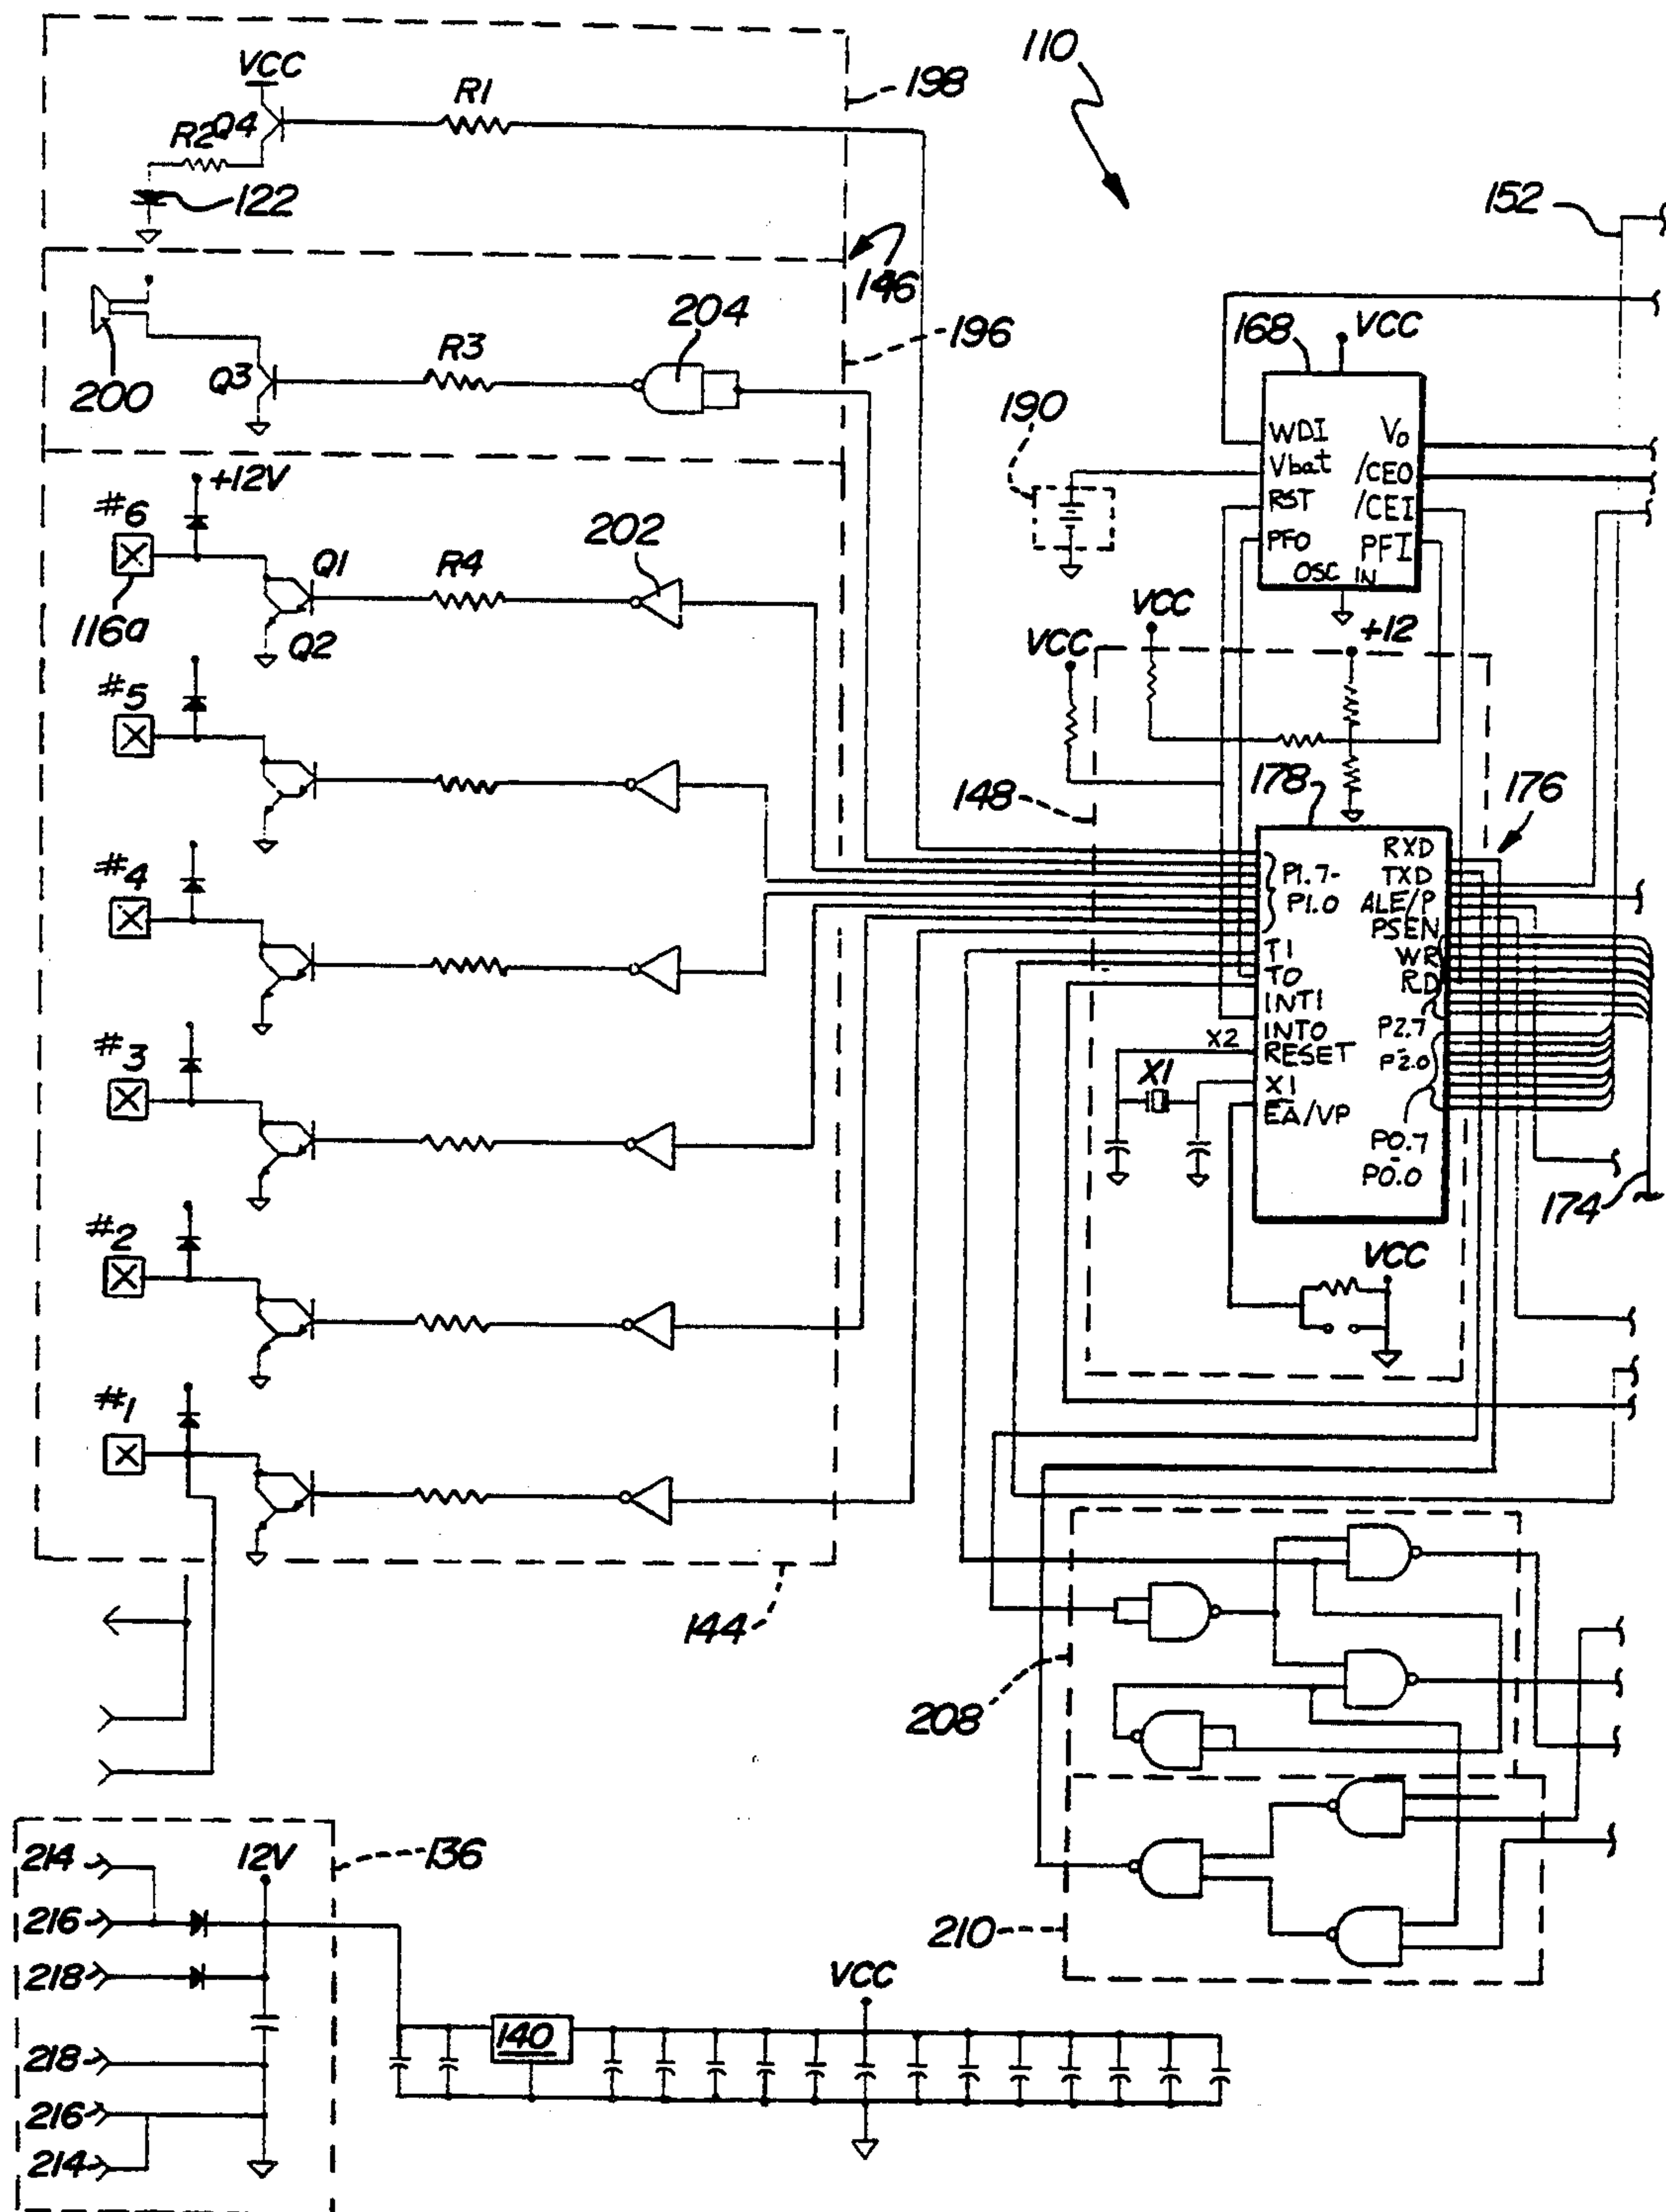 110
VCC
198
R1
R2 Q4
122
152
146
204
196
168
VCC
R3
Q3
200
190
WDI
V0
Vbat
/CEO
RST
/CEI
PFO
PFI
OSC IN
+12V
#6
202
Q1
R4
116a
Q2
VCC
+12
VCC
#5
148
178
176
RXD
TXD
P1.7-
P1.0
ALE/P
PSEN
#4
T1
WR
T0
RD
INT1
INT0
P2.7
-
P2.0
X2
RESET
#3
X1
X1
EA/VP
P0.7
-
P0.0
174
#2
VCC
#1
144
208
136
214
12V
216
210
218
VCC
140
218
216
214